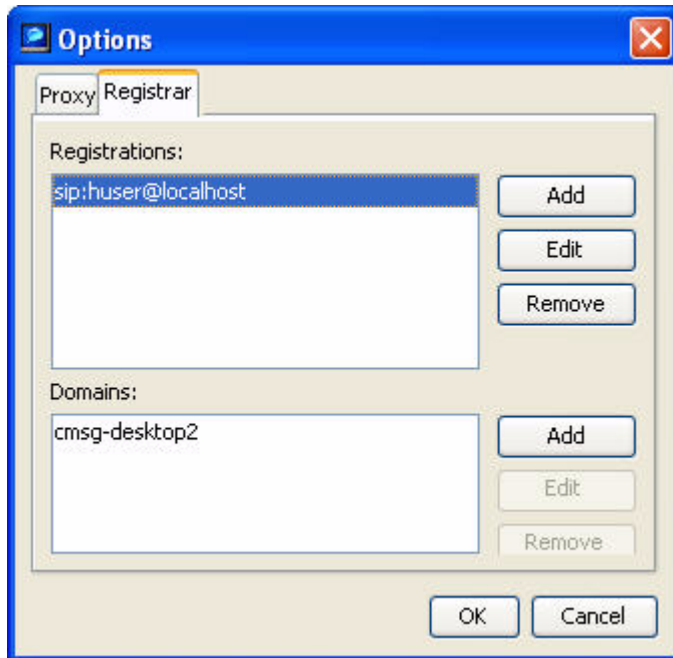 Options
Proxy Registrar
Registrations:
sip:huser@localhost
Add
Edit
Remove
Domains:
cmsg-desktop2
Add
Edit
Remove
OK Cancel